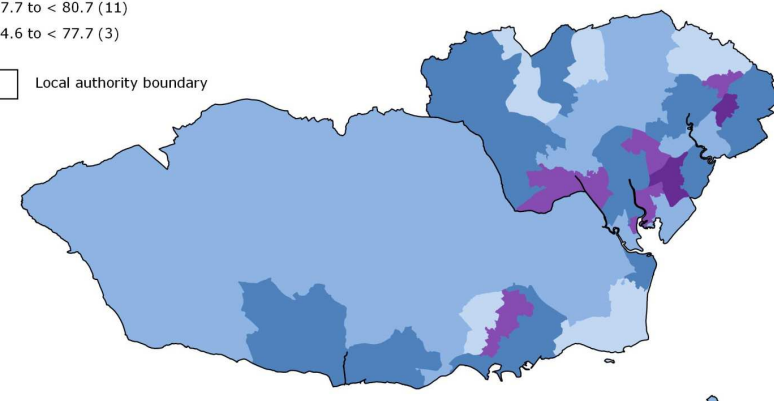 7.7 to < 80.7 (11)
4.6 to < 77.7 (3)
Local authority boundary